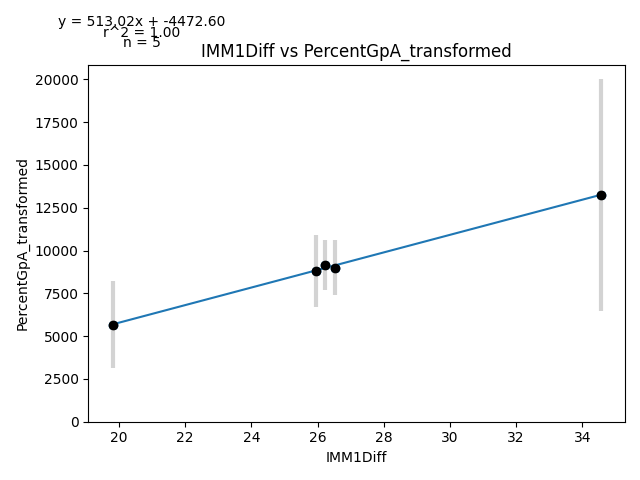 y = 513.02x + -4472.60
r^2 = 1.00
n = 5
IMM1Diff vs PercentGpA_transformed
20000
17500
15000
12500
10000
7500
5000
2500
0
PercentGpA_transformed
20 22 24 26 28 30 32 34
IMM1Diff